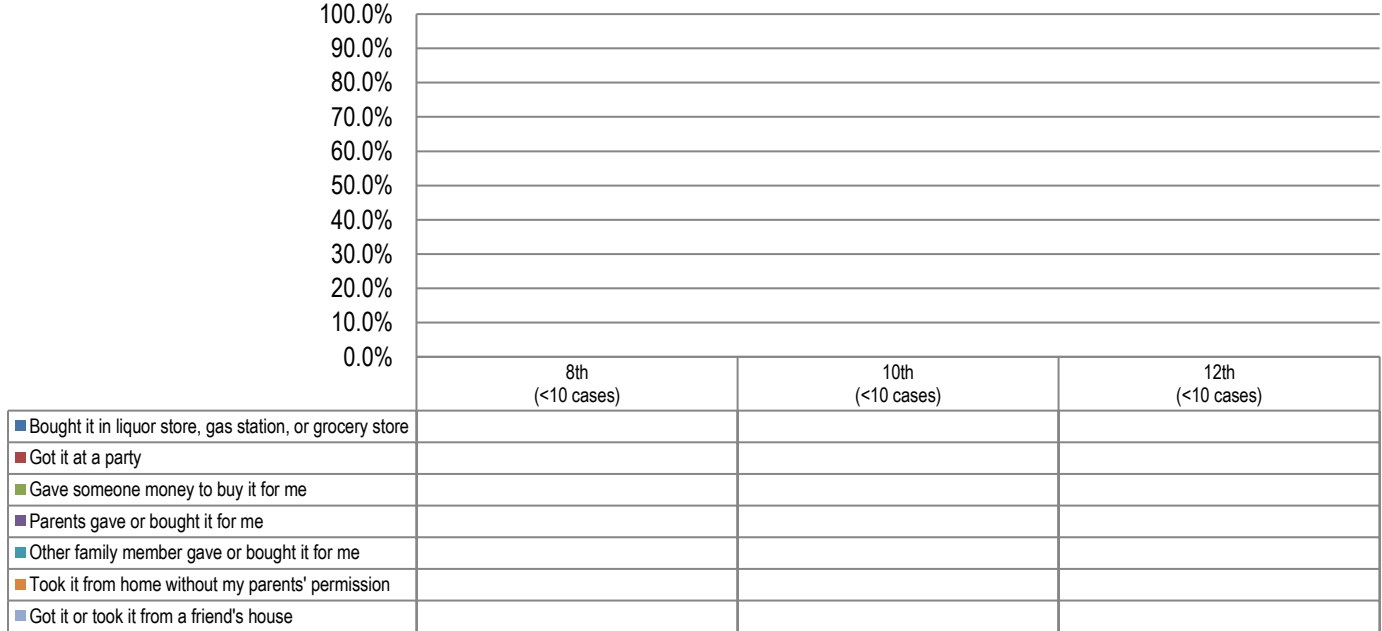 100.0%
90.0%
80.0%
70.0%
60.0%
50.0%
40.0%
30.0%
20.0%
10.0%
0.0%
8th 10th 12th
(<10 cases) (<10 cases) (<10 cases)
Bought it in liquor store, gas station, or grocery store
Got it at a party
Gave someone money to buy it for me
Parents gave or bought it for me
Other family member gave or bought it for me
Took it from home without my parents' permission
Got it or took it from a friend's house